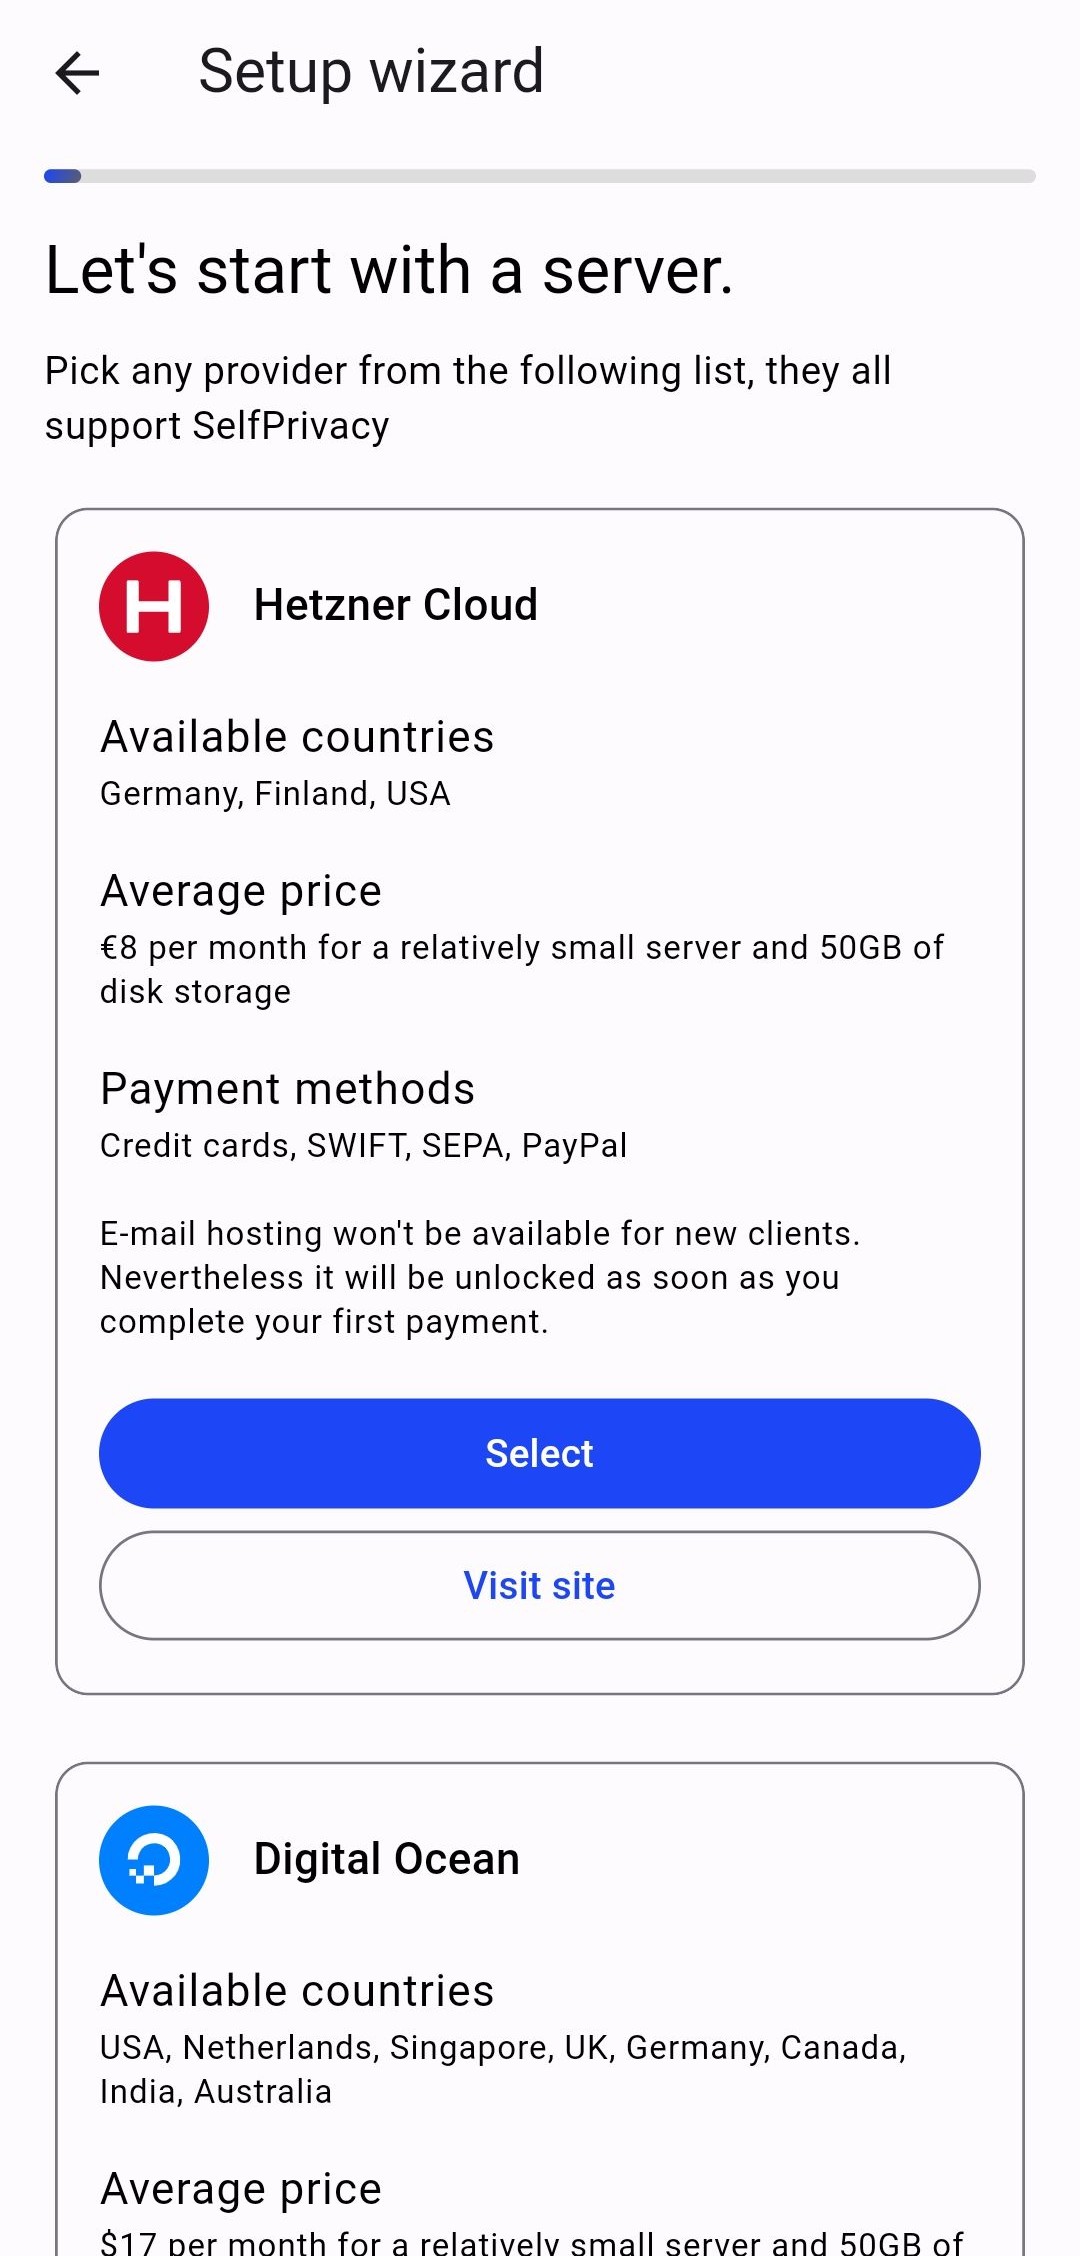 Setup wizard
Let's start with a server.
Pick any provider from the following list, they all
support SelfPrivacy
H
Hetzner Cloud
Available countries
Germany, Finland, USA
Average price
€8 per month for a relatively small server and 50GB of
disk storage
Payment methods
Credit cards, SWIFT, SEPA, PayPal
E-mail hosting won't be available for new clients.
Nevertheless it will be unlocked as soon as you
complete your first payment.
Select
Visit site
Digital Ocean
Available countries
USA, Netherlands, Singapore, UK, Germany, Canada,
India, Australia
Average price
$17 per month for a relatively small server and 50GB of